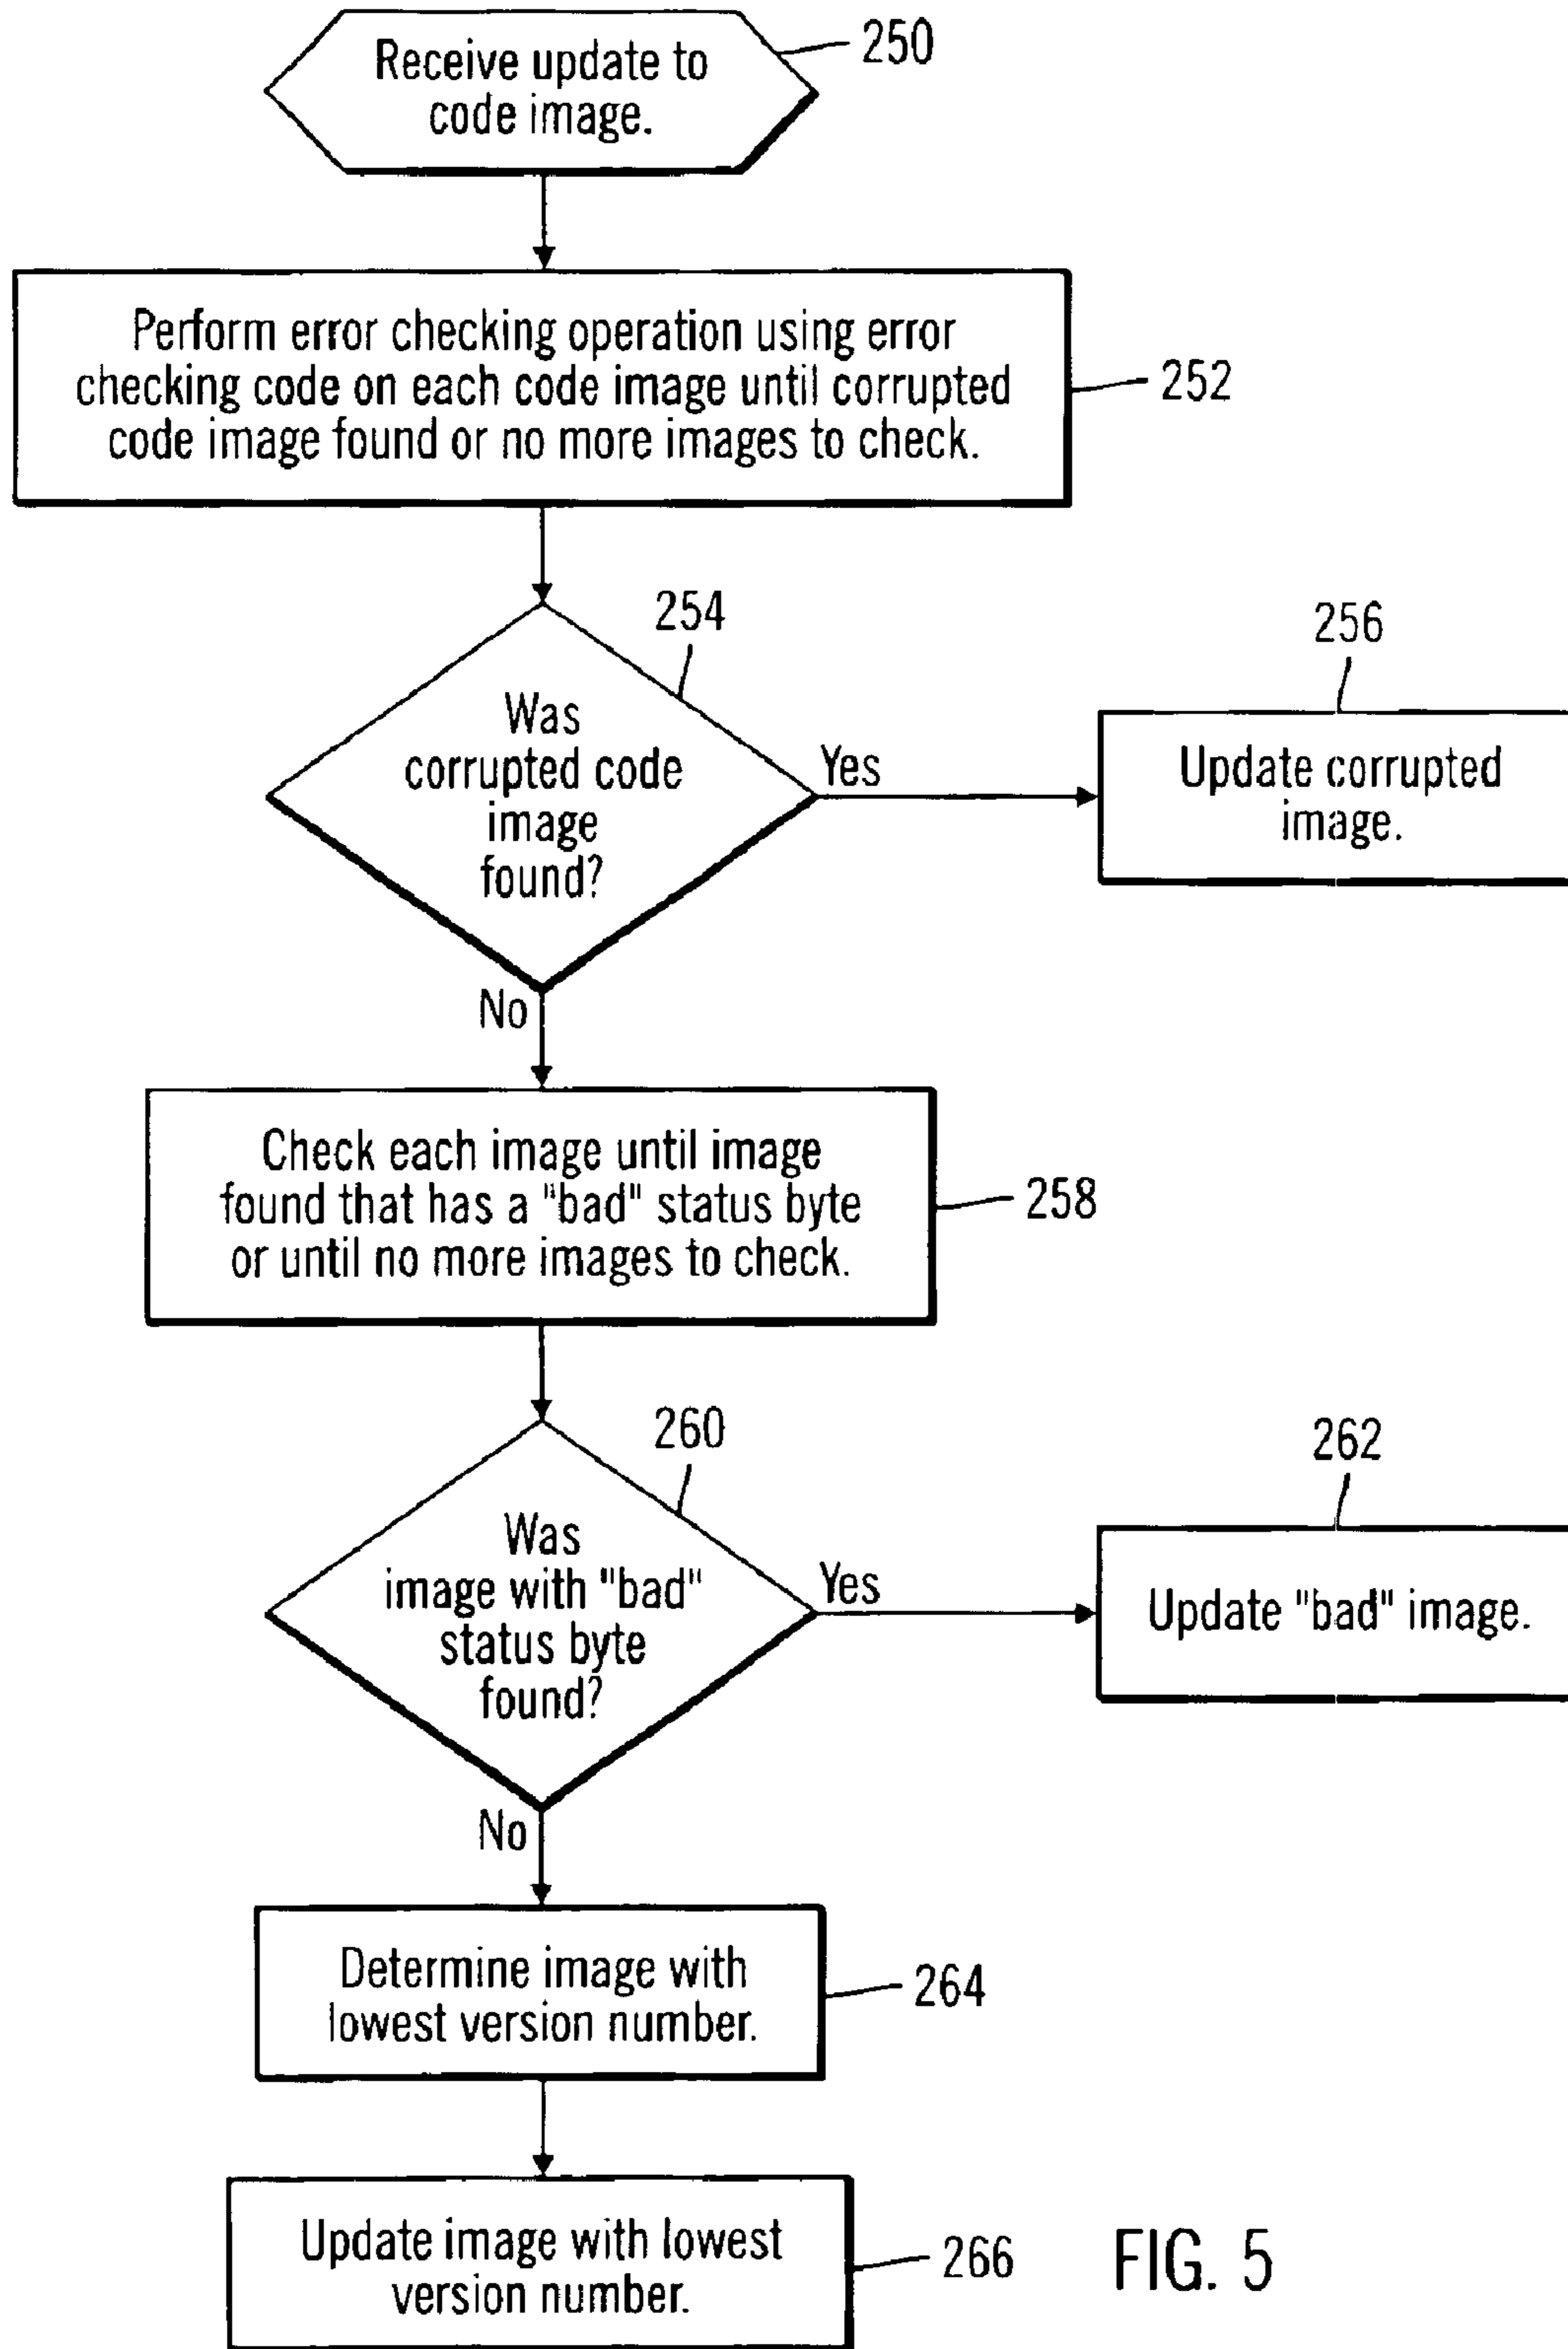 Receive update to
code image.
250
Perform error checking operation using error
checking code on each code image until corrupted
code image found or no more images to check.
252
254
Was
corrupted code
image
found?
Yes
256
Update corrupted
image.
No
Check each image until image
found that has a "bad" status byte
or until no more images to check.
258
260
Was
image with "bad"
status byte
found?
Yes
262
Update "bad" image.
No
Determine image with
lowest version number.
264
Update image with lowest
version number.
266
FIG. 5